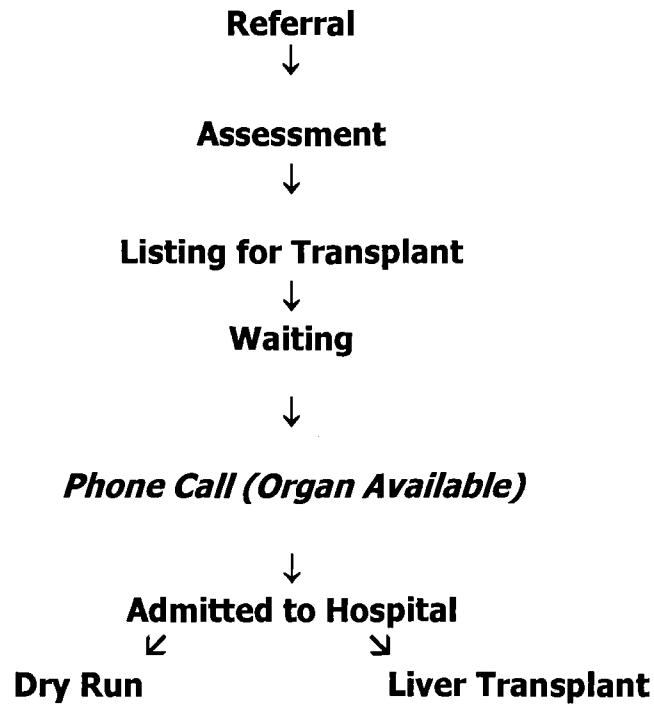 Referral
↓
Assessment
↓
Listing for Transplant
↓
Waiting
↓
Phone Call (Organ Available)
↓
Admitted to Hospital
↙ ↘
Dry Run Liver Transplant